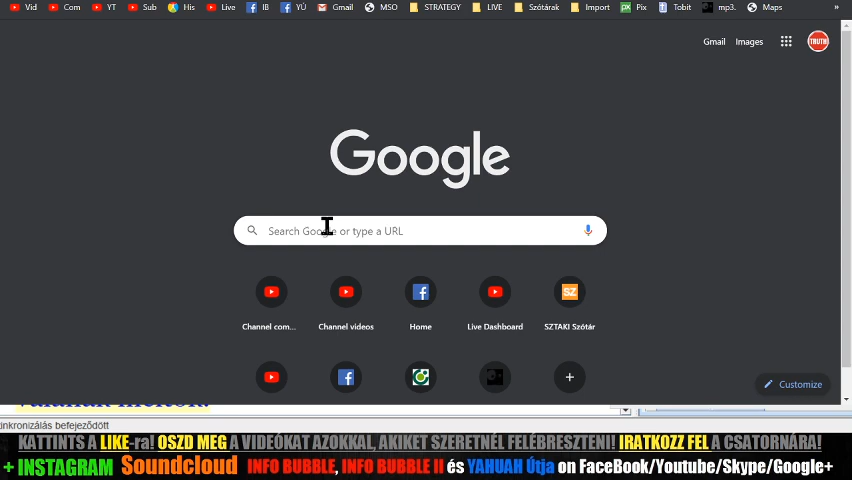 Vid Com YT Sub His Live IB YÚ Gmail MSO STRATEGY LIVE Szótárak Import Pix Tobit mp3. Maps »
Gmail Images TRUTH
Google
Search Google or type a URL
Channel com... Channel videos Home Live Dashboard SZTAKI Szótár
Customize
inkronizálás befejeződött
KATTINTS A LIKE-ra! OSZD MEG A VIDEÓKAT AZOKKAL, AKIKET SZERETNÉL FELÉBRESZTENI! IRATKOZZ FEL A CSATORNÁRA!
+ INSTAGRAM Soundcloud INFO BUBBLE, INFO BUBBLE II és YAHUAH Útja on FaceBook/Youtube/Skype/Google+